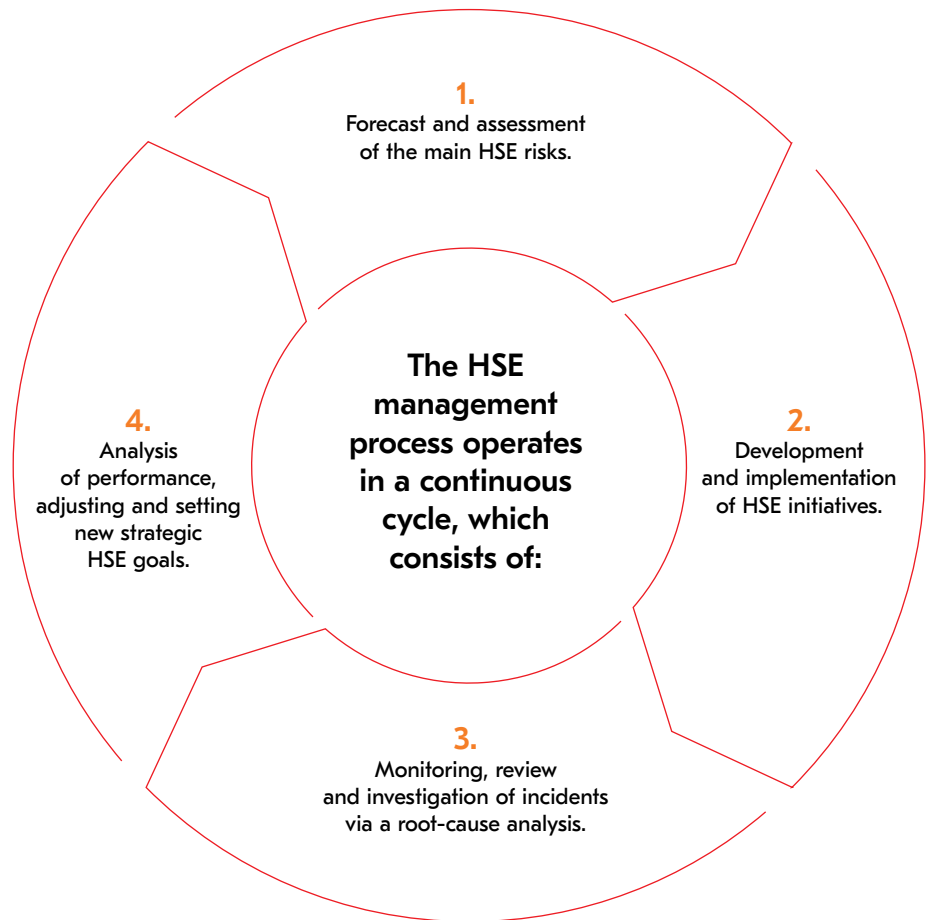 The HSE
management
process operates
in a continuous
cycle, which
consists of:
1.
Forecast and assessment
of the main HSE risks.
2.
Development
and implementation
of HSE initiatives.
3.
Monitoring, review
and investigation of incidents
via a root-cause analysis.
4.
Analysis
of performance,
adjusting and setting
new strategic
HSE goals.